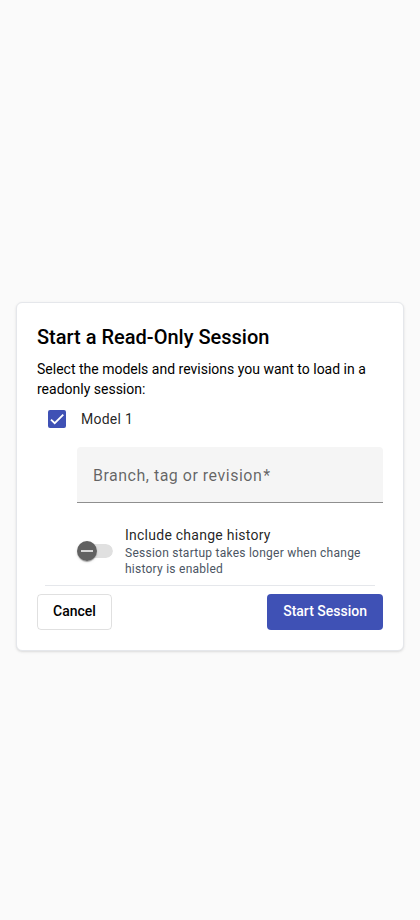 Start a Read-Only Session
Select the models and revisions you want to load in a
readonly session:
Model 1
Branch, tag or revision*
Include change history
Session startup takes longer when change
history is enabled
Cancel
Start Session